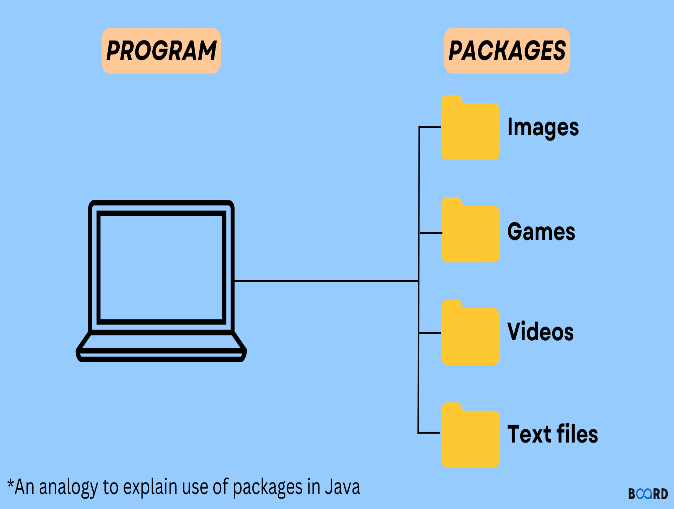 PROGRAM
PACKAGES
Images
Games
Videos
Text files
*An analogy to explain use of packages in Java
BOARD